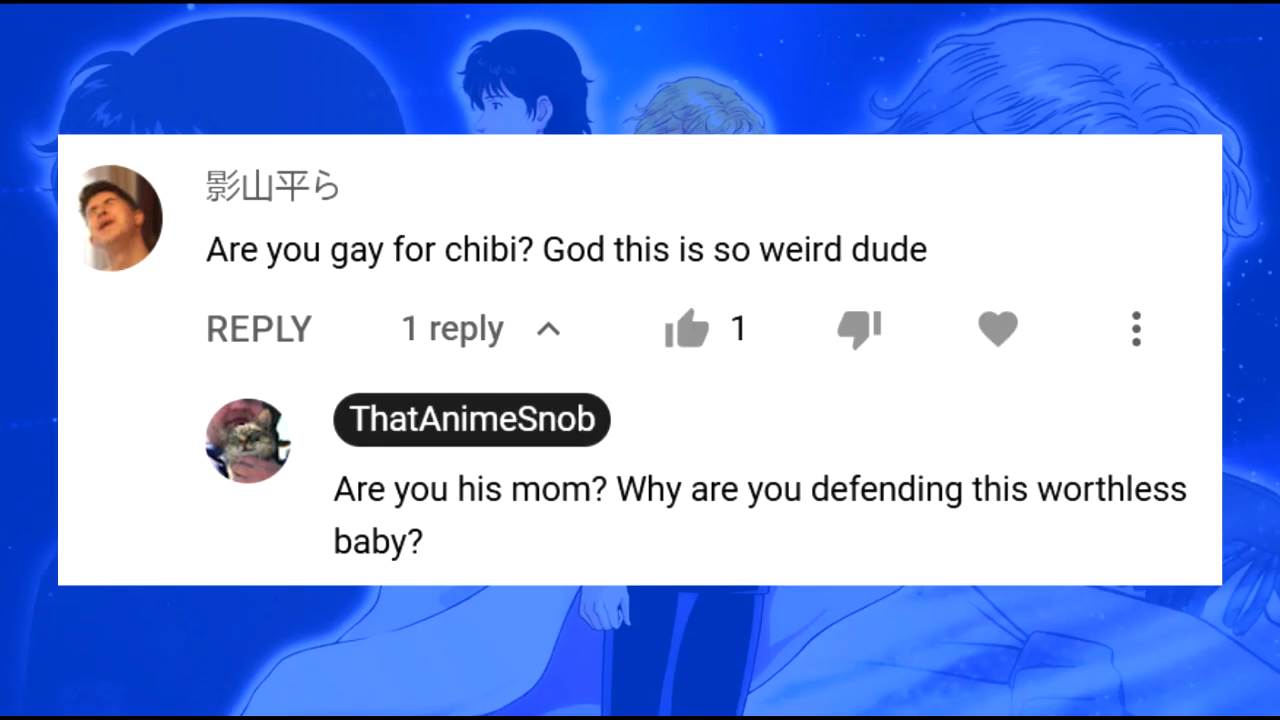 影山平ら
Are you gay for chibi? God this is so weird dude
REPLY 1 reply 1
ThatAnimeSnob
Are you his mom? Why are you defending this worthless
baby?